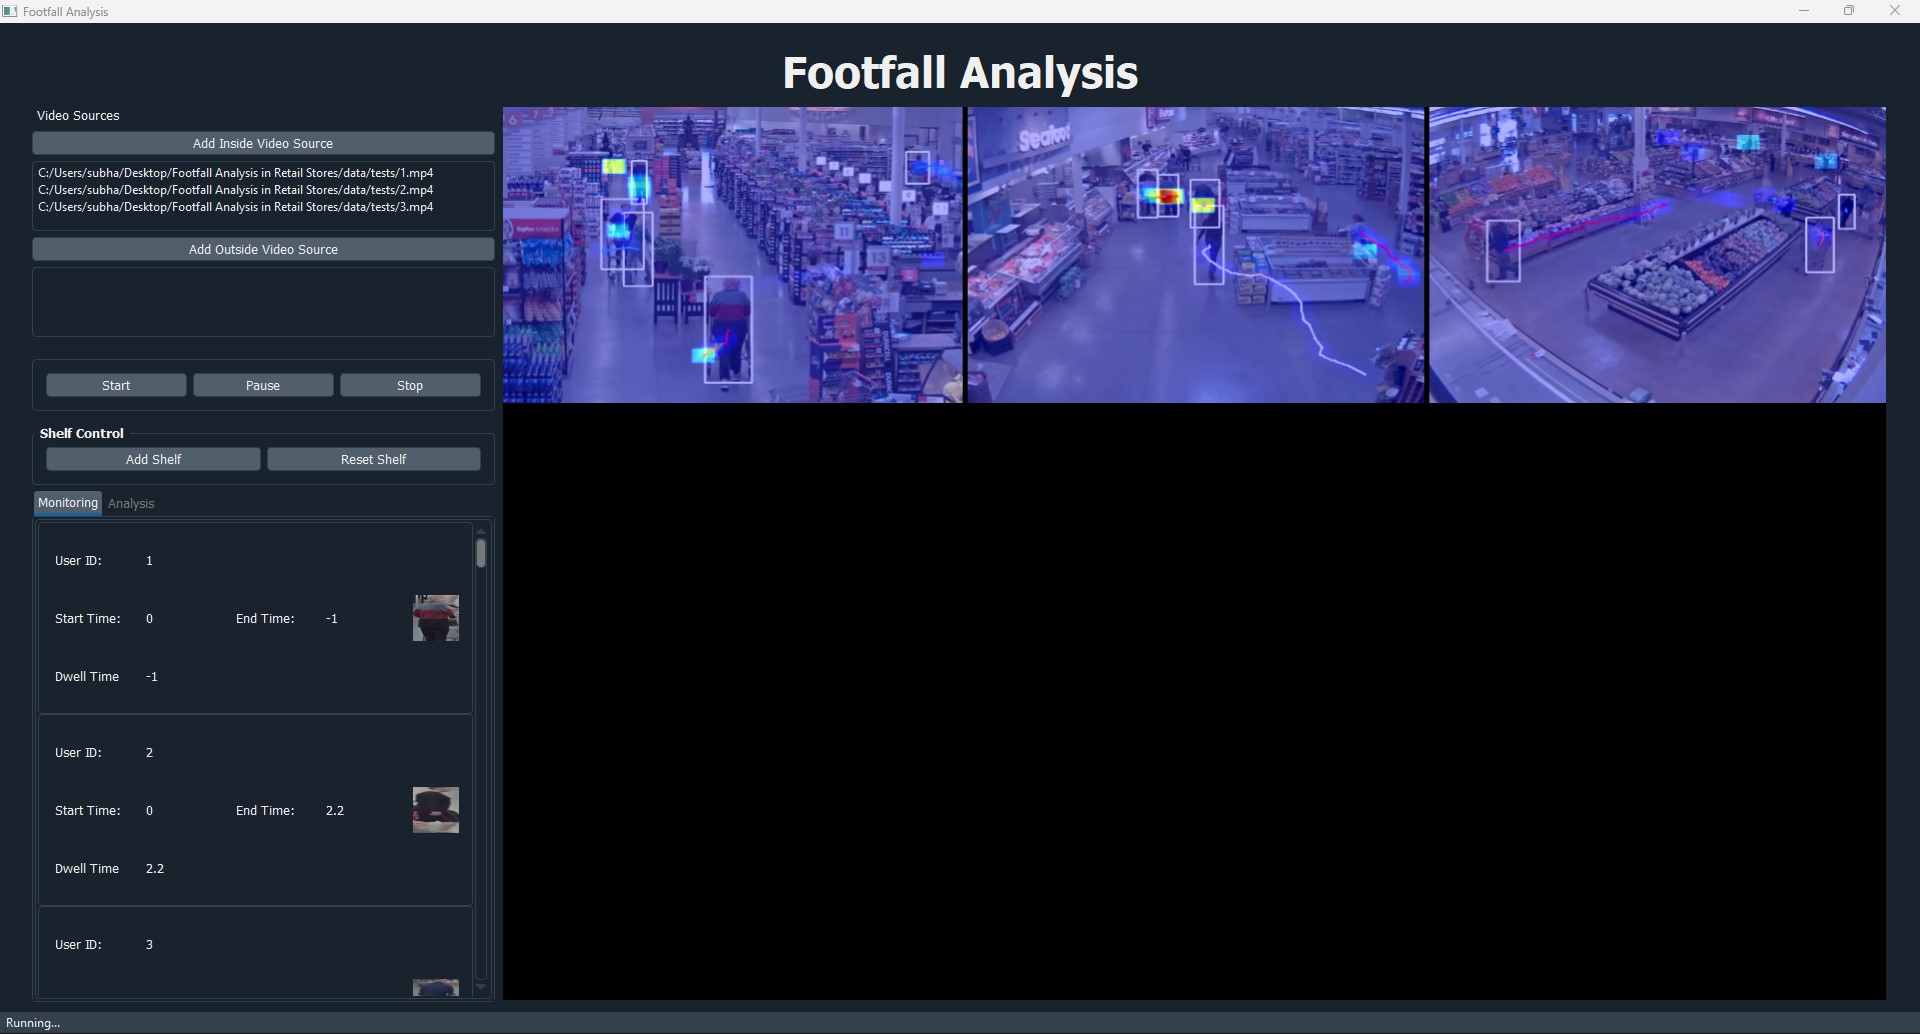 Footfall Analysis
Footfall Analysis
Video Sources
Add Inside Video Source
C:/Users/subha/Desktop/Footfall Analysis in Retail Stores/data/tests/1.mp4
C:/Users/subha/Desktop/Footfall Analysis in Retail Stores/data/tests/2.mp4
C:/Users/subha/Desktop/Footfall Analysis in Retail Stores/data/tests/3.mp4
Add Outside Video Source
Start Pause Stop
Shelf Control
Add Shelf Reset Shelf
Monitoring Analysis
User ID: 1
Start Time: 0 End Time: -1
Dwell Time -1
User ID: 2
Start Time: 0 End Time: 2.2
Dwell Time 2.2
User ID: 3
6
11
13
Seafood
Running...